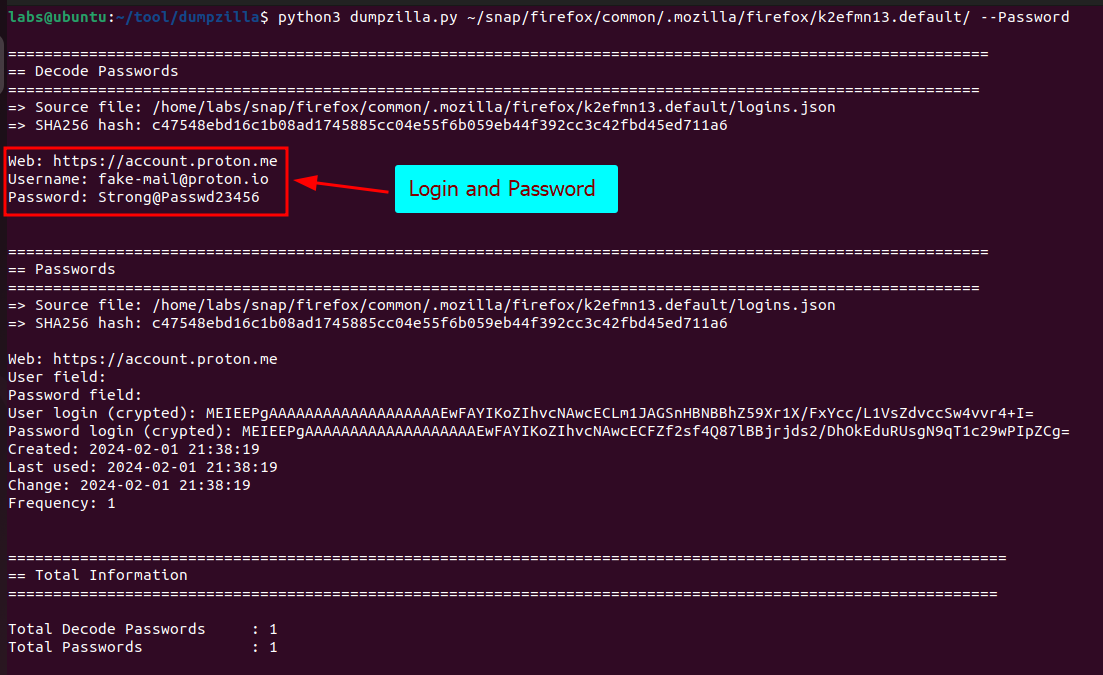 labs@ubuntu:~/tool/dumpzilla$ python3 dumpzilla.py ~/snap/firefox/common/.mozilla/firefox/k2efmn13.default/ --Password
=============================================================================================================
== Decode Passwords
============================================================================================================
=> Source file: /home/labs/snap/firefox/common/.mozilla/firefox/k2efmn13.default/logins.json
=> SHA256 hash: c47548ebd16c1b08ad1745885cc04e55f6b059eb44f392cc3c42fbd45ed711a6
Web: https://account.proton.me
Username: fake-mail@proton.io
Password: Strong@Passwd23456
Login and Password
=============================================================================================================
== Passwords
============================================================================================================
=> Source file: /home/labs/snap/firefox/common/.mozilla/firefox/k2efmn13.default/logins.json
=> SHA256 hash: c47548ebd16c1b08ad1745885cc04e55f6b059eb44f392cc3c42fbd45ed711a6
Web: https://account.proton.me
User field:
Password field:
User login (crypted): MEIEEPgAAAAAAAAAAAAAAAAAAAEwFAYIKoZIhvcNAwcECLm1JAGSnHBNBBhZ59Xr1X/FxYcc/L1VsZdvccSw4vvr4+I=
Password login (crypted): MEIEEPgAAAAAAAAAAAAAAAAAAAEwFAYIKoZIhvcNAwcECFZf2sf4Q87lBBjrjds2/DhOkEduRUsgN9qT1c29wPIpZCg=
Created: 2024-02-01 21:38:19
Last used: 2024-02-01 21:38:19
Change: 2024-02-01 21:38:19
Frequency: 1
===============================================================================================================
== Total Information
==============================================================================================================
Total Decode Passwords     : 1
Total Passwords            : 1